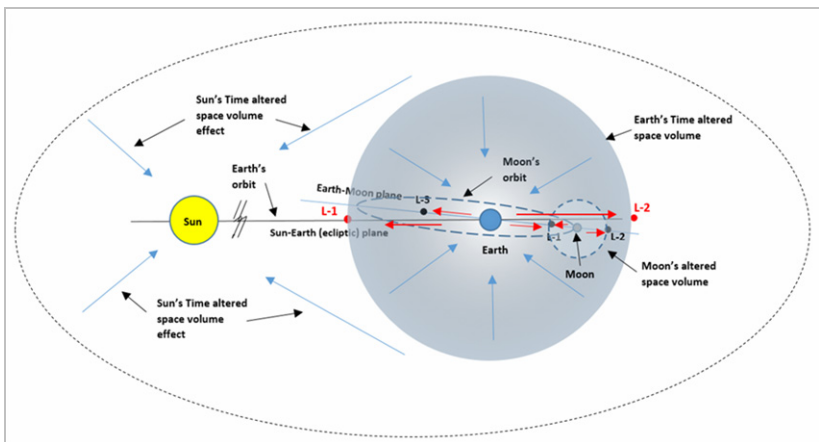 Sun's Time altered
space volume
effect
Earth's Time altered
space volume
Earth's
orbit
Moon's
orbit
Earth-Moon plane
L-3
L-1
L-2
Sun
Sun-Earth (ecliptic) plane
Earth
L-1
L-2
Moon
Moon's altered
space volume
Sun's Time altered
space volume
effect